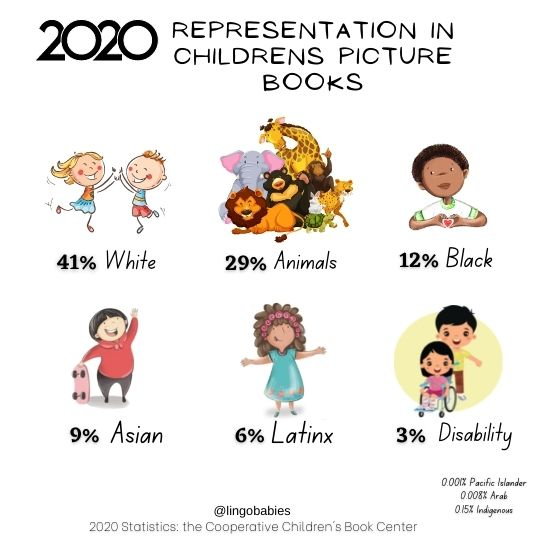 2020 REPRESENTATION IN
CHILDRENS PICTURE
BOOKS
41% White
29% Animals
12% Black
9% Asian
6% Latinx
3% Disability
0.001% Pacific Islander
0.008% Arab
0.15% Indigenous
@lingobabies
2020 Statistics: the Cooperative Children's Book Center